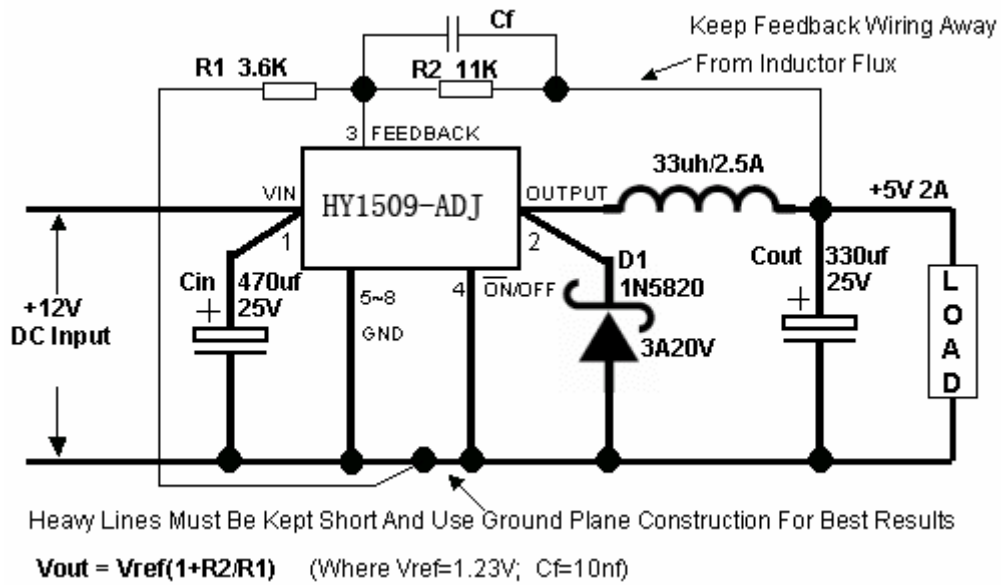 Cf
Keep Feedback Wiring Away
From Inductor Flux
R1 3.6K
R2 11K
3 FEEDBACK
33uh/2.5A
VIN
HY1509-ADJ
OUTPUT
+5V 2A
1
2
Cin
470uf
25V
+
5~8
GND
4
ON/OFF
D1
1N5820
3A20V
Cout
330uf
25V
+
LOAD
+12V
DC Input
Heavy Lines Must Be Kept Short And Use Ground Plane Construction For Best Results
Vout = Vref(1+R2/R1) (Where Vref=1.23V; Cf=10nf)